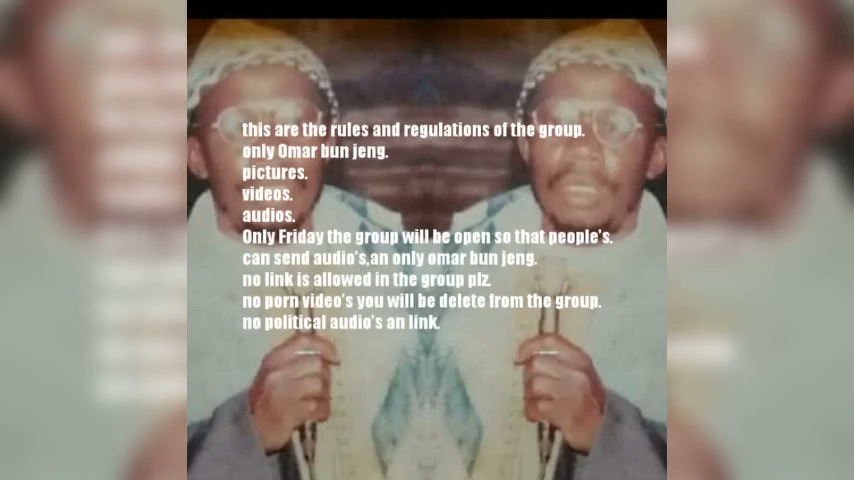 this are the rules and regulations of the group.
only Omar bun jeng.
pictures.
videos.
audios.
Only Friday the group will be open so that people's.
can send audio's,an only omar bun jeng.
no link is allowed in the group plz.
no porn video's you will be delete from the group.
no political audio's an link.